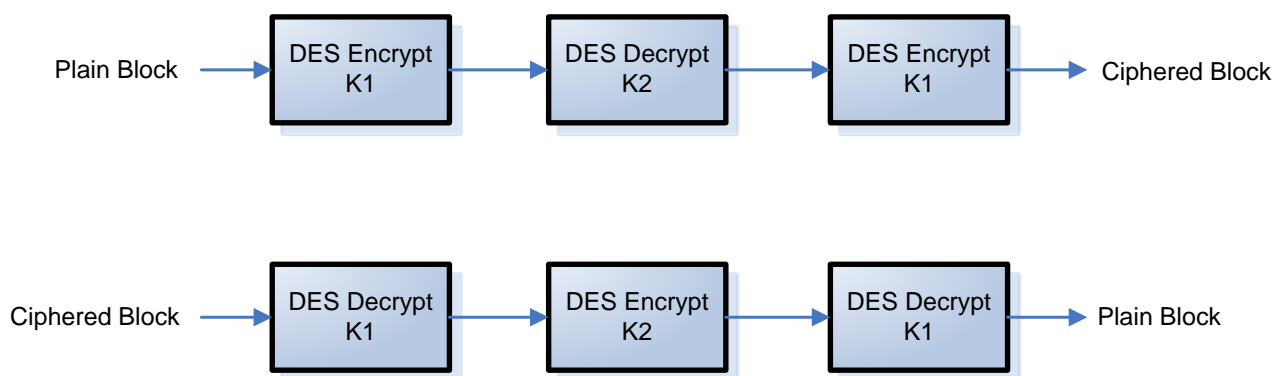 Plain Block
DES Encrypt
K1
DES Decrypt
K2
DES Encrypt
K1
Ciphered Block
Ciphered Block
DES Decrypt
K1
DES Encrypt
K2
DES Decrypt
K1
Plain Block